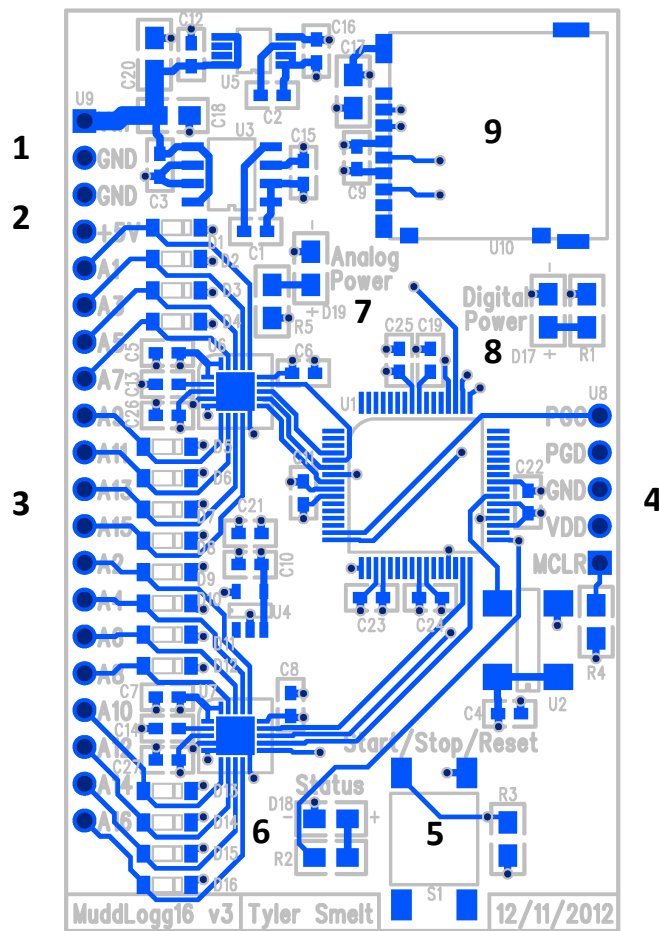 C12
C16
C20
U5
C17
U9
C2
C18
U3
C15
1
GND
9
C3
C9
GND
2
+5V
D1
C1
U10
A1
D2
Analog
Power
A3
D3
7
Digital
Power
D19
+
-
R5
8
D17
+
-
R1
A5
D4
C5
U6
C25
C19
A7
C13
C6
C26
U1
U8
A9
PGC
D5
A11
PGD
D6
C11
C22
3
A13
GND
4
D7
C21
A15
VDD
D8
A2
C10
MCLR
D9
A4
D10
U4
C23
C24
A6
D11
A8
D12
R4
C7
U7
C8
U2
A10
C14
C4
A12
C27
Start/Stop/Reset
A14
D13
Status
D18
-
+
R3
A16
D14
6
5
D15
R2
D16
S1
MuddLogg16 v3
Tyler Smelt
12/11/2012